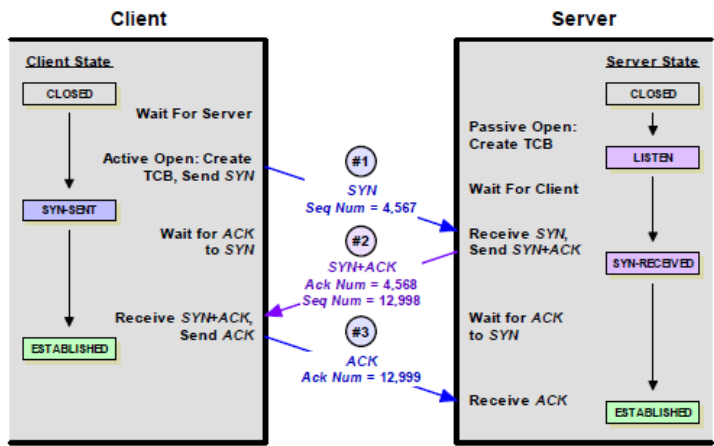 Client
Server
Client State
CLOSED
Wait For Server
Active Open: Create
TCB, Send SYN
SYN-SENT
Wait for ACK
to SYN
Receive SYN+ACK,
Send ACK
ESTABLISHED
#1
SYN
Seq Num = 4,567
#2
SYN+ACK
Ack Num = 4,568
Seq Num = 12,998
#3
ACK
Ack Num = 12,999
Server State
CLOSED
Passive Open:
Create TCB
LISTEN
Wait For Client
Receive SYN,
Send SYN+ACK
SYN-RECEIVED
Wait for ACK
to SYN
Receive ACK
ESTABLISHED